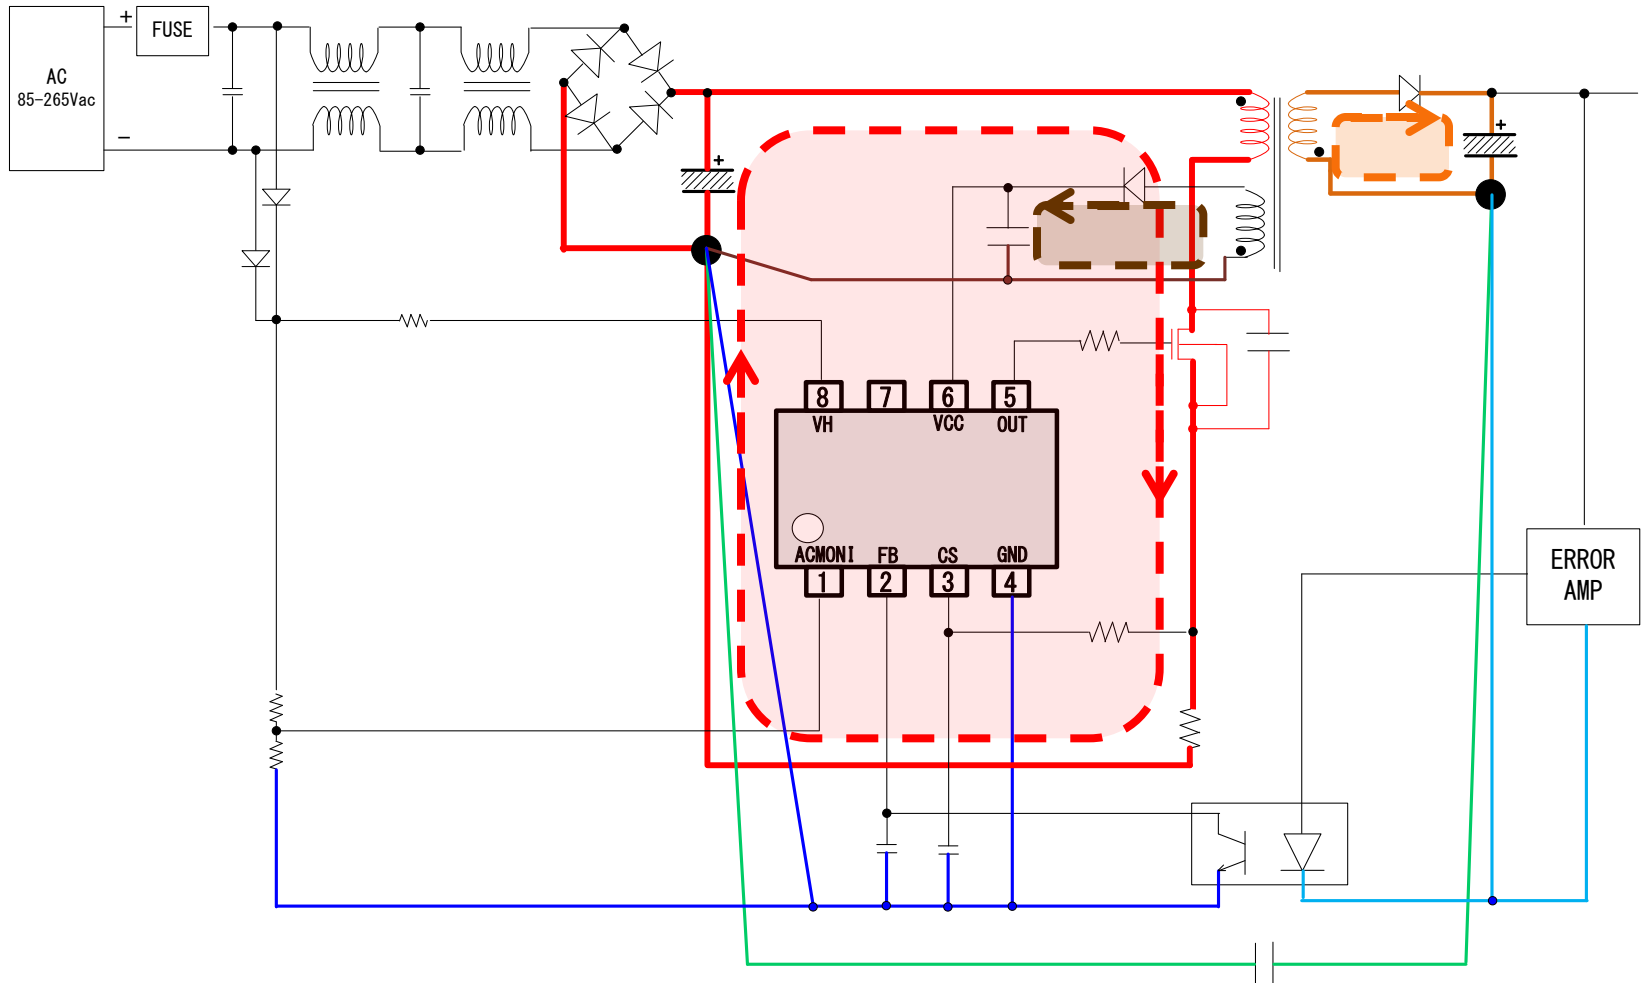 AC
85-265Vac
+
−
FUSE
+
+
8
7
6
5
VH
VCC
OUT
ACMONI
FB
CS
GND
1
2
3
4
ERROR
AMP